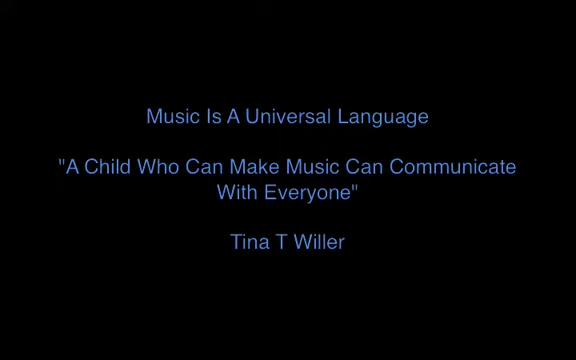 Music Is A Universal Language
"A Child Who Can Make Music Can Communicate
With Everyone"
Tina T Willer